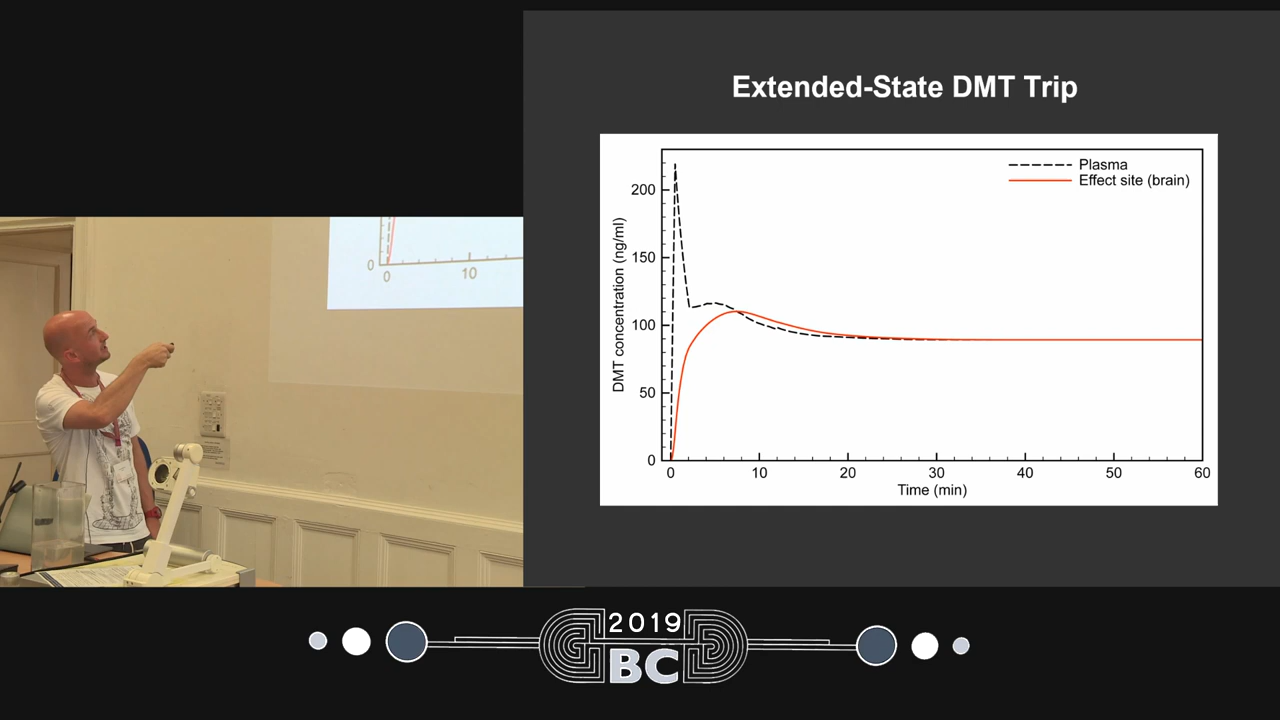 Extended-State DMT Trip
Plasma
Effect site (brain)
DMT concentration (ng/ml)
200
150
100
50
0
0 10 20 30 40 50 60
Time (min)
0
0 10
2019
BC